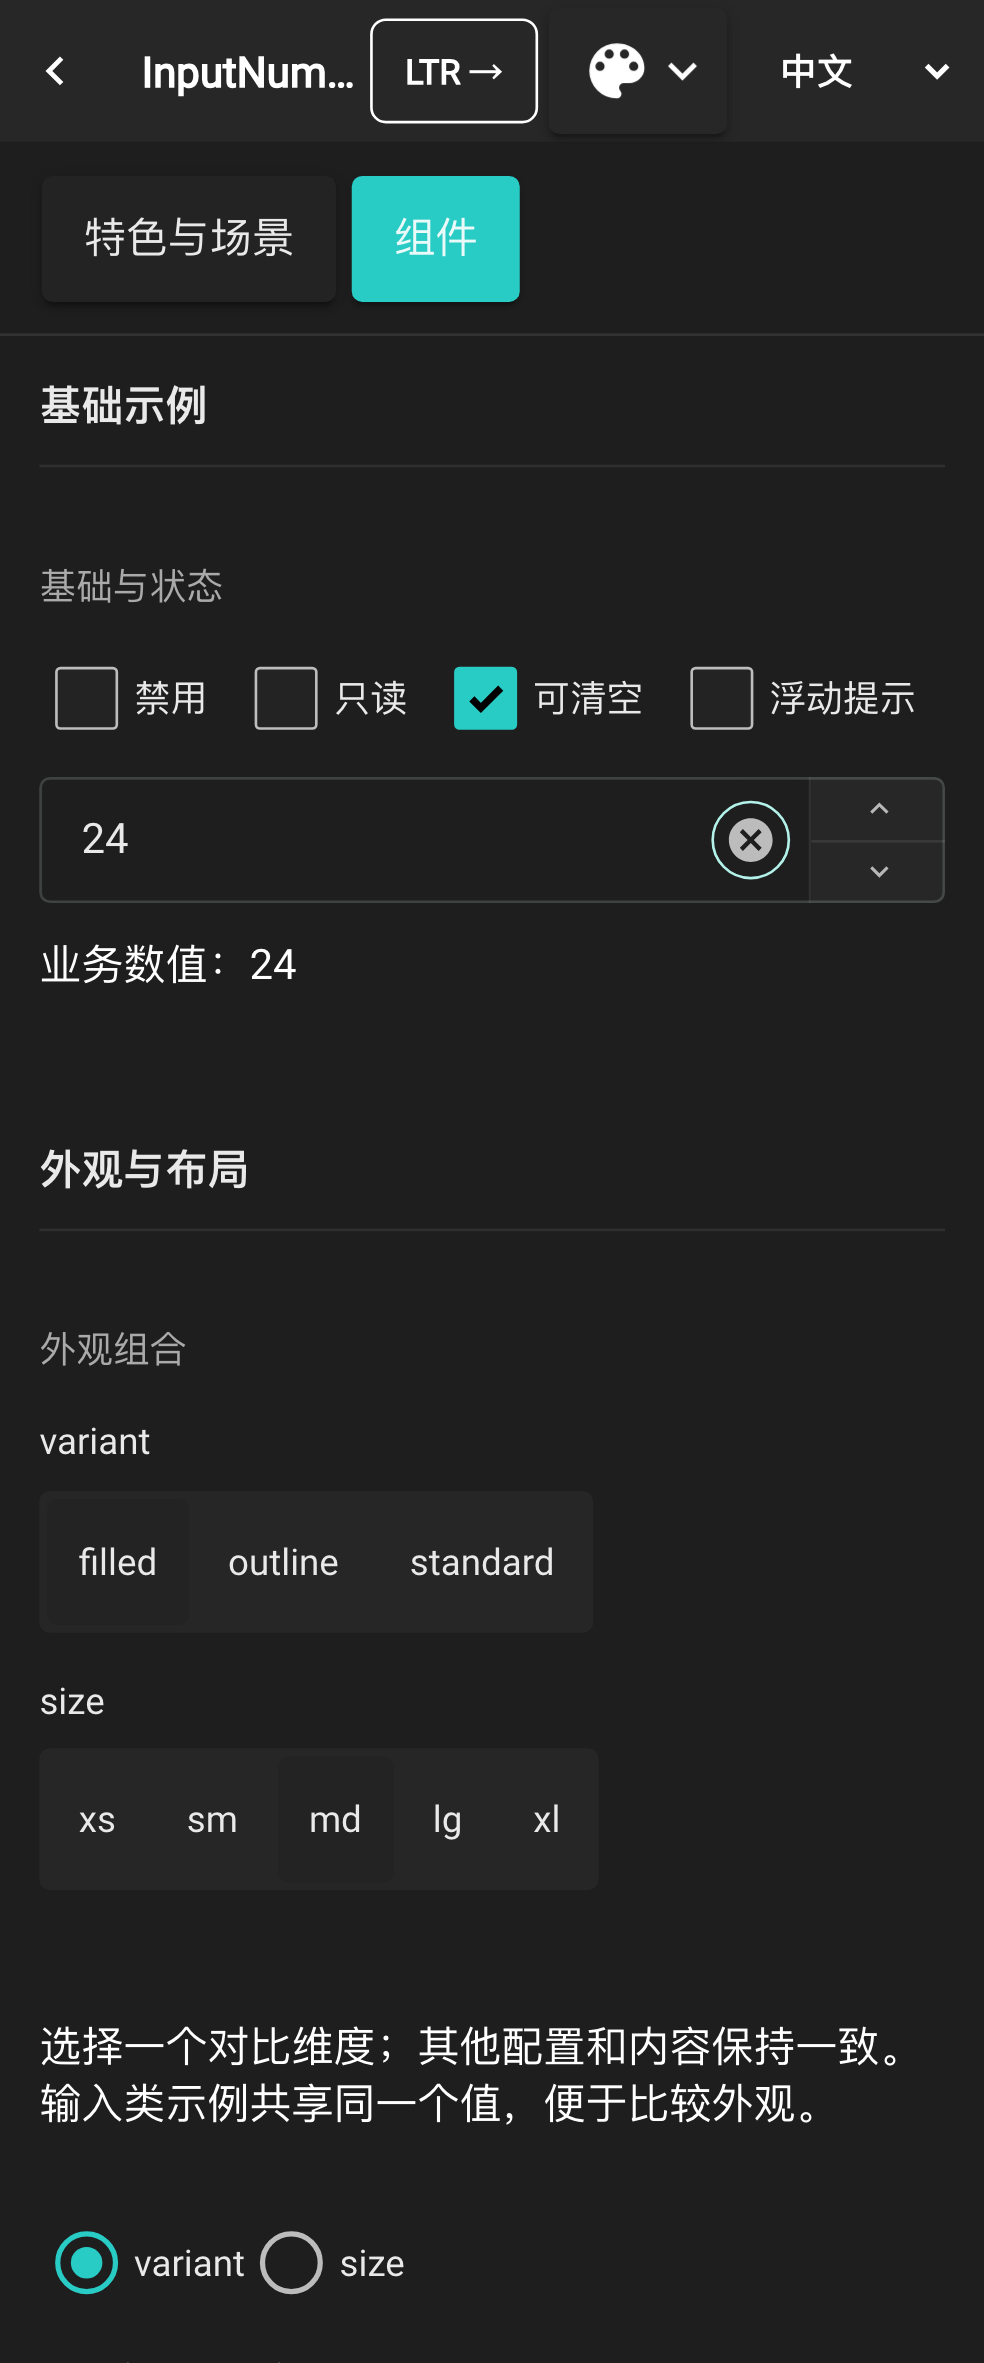 InputNum...
LTR→
中文
特色与场景
组件
基础示例
基础与状态
禁用
只读
可清空
浮动提示
24
业务数值：24
外观与布局
外观组合
variant
filled
outline
standard
size
xs
sm
md
lg
xl
选择一个对比维度；其他配置和内容保持一致。
输入类示例共享同一个值，便于比较外观。
variant
size